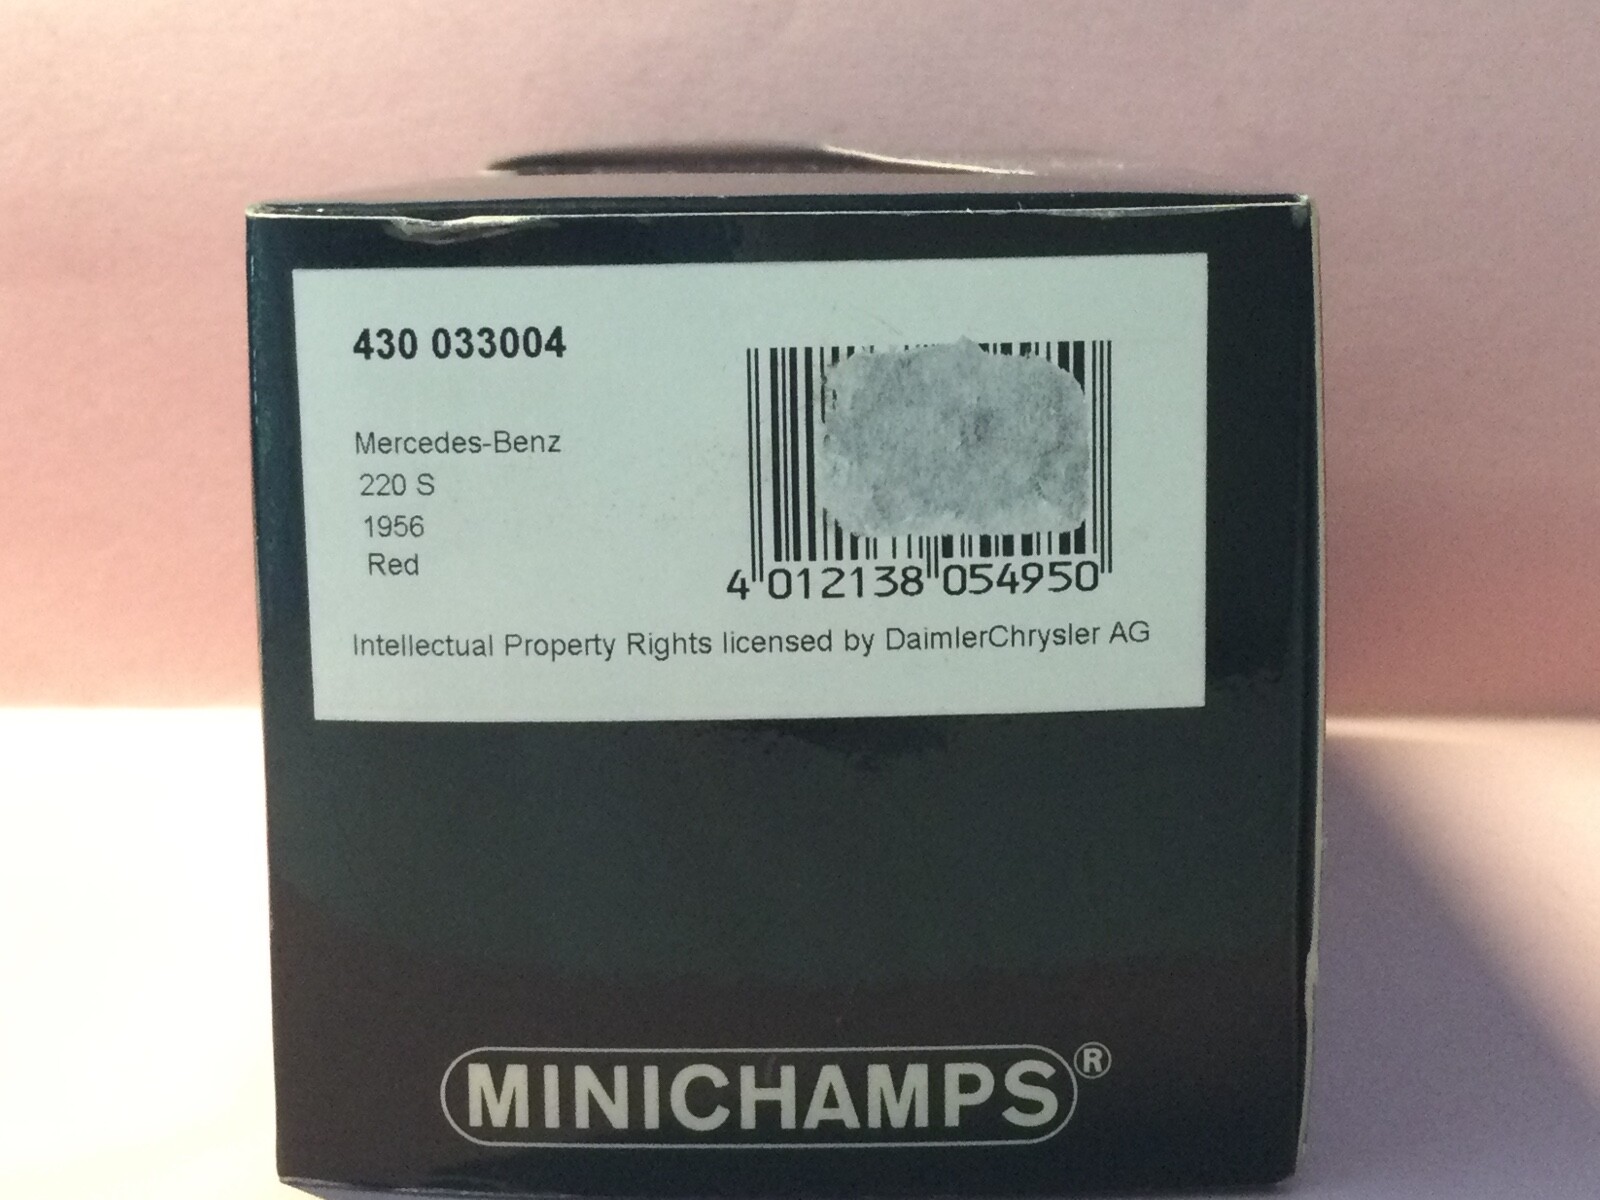 430 033004
Mercedes-Benz
220 S
1956
Red
4 012138 054950
Intellectual Property Rights licensed by DaimlerChrysler AG
MINICHAMPS®